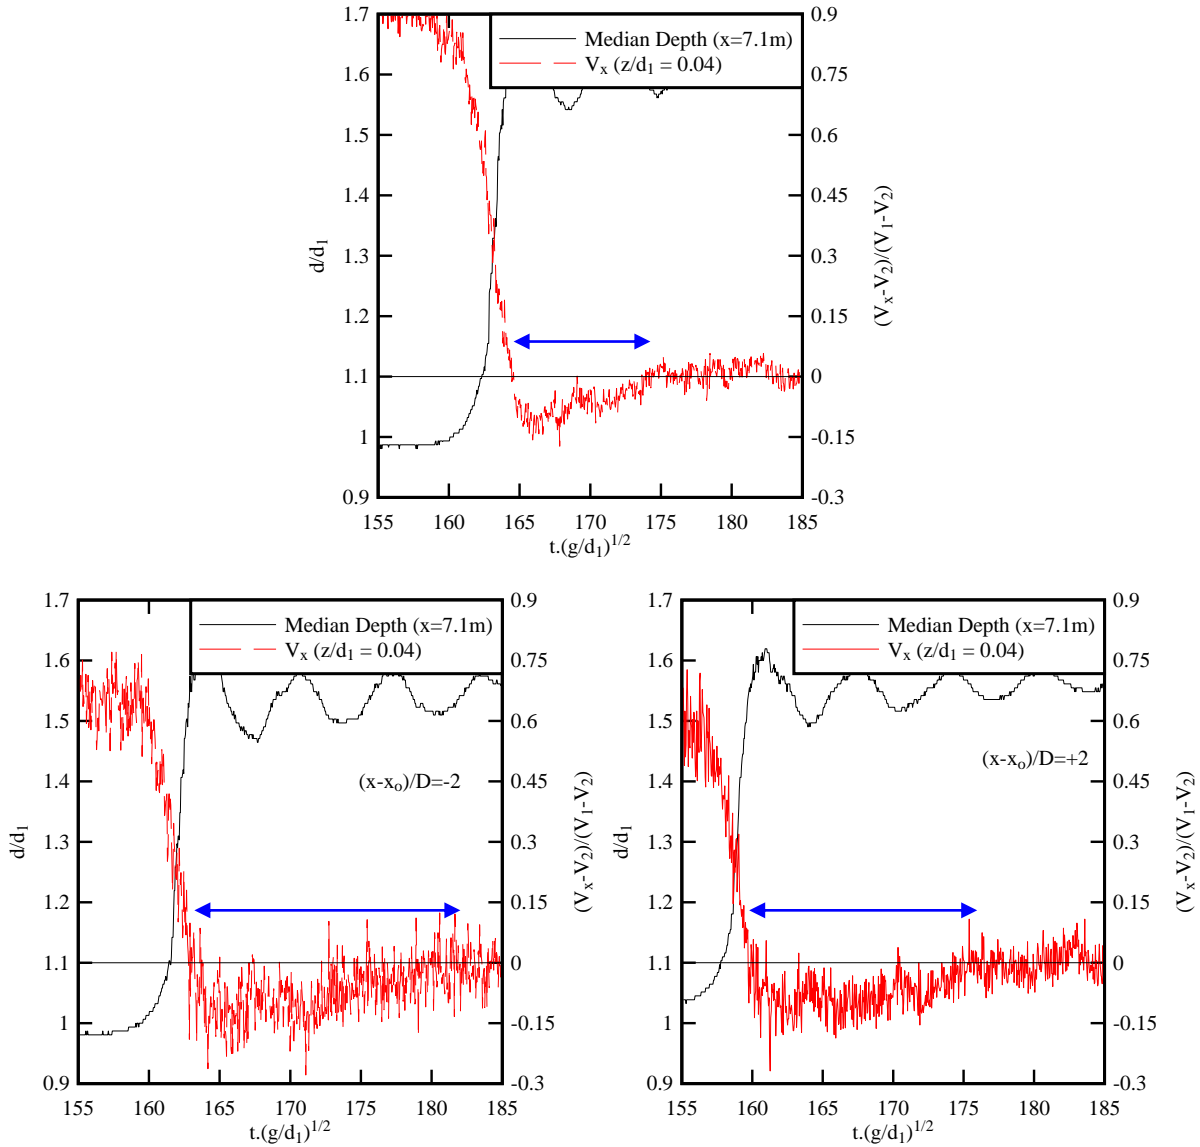 1.7
1.6
1.5
1.4
1.3
1.2
1.1
1
0.9
d/d1
0.9
0.75
0.6
0.45
0.3
0.15
0
-0.15
-0.3
(Vx-V2)/(V1-V2)
Median Depth (x=7.1m)
Vx (z/d1 = 0.04)
155 160 165 170 175 180 185
t.(g/d1)1/2
1.7
1.6
1.5
1.4
1.3
1.2
1.1
1
0.9
d/d1
0.9
0.75
0.6
0.45
0.3
0.15
0
-0.15
-0.3
(Vx-V2)/(V1-V2)
Median Depth (x=7.1m)
Vx (z/d1 = 0.04)
(x-xo)/D=-2
155 160 165 170 175 180 185
t.(g/d1)1/2
1.7
1.6
1.5
1.4
1.3
1.2
1.1
1
0.9
d/d1
0.9
0.75
0.6
0.45
0.3
0.15
0
-0.15
-0.3
(Vx-V2)/(V1-V2)
Median Depth (x=7.1m)
Vx (z/d1 = 0.04)
(x-xo)/D=+2
155 160 165 170 175 180 185
t.(g/d1)1/2